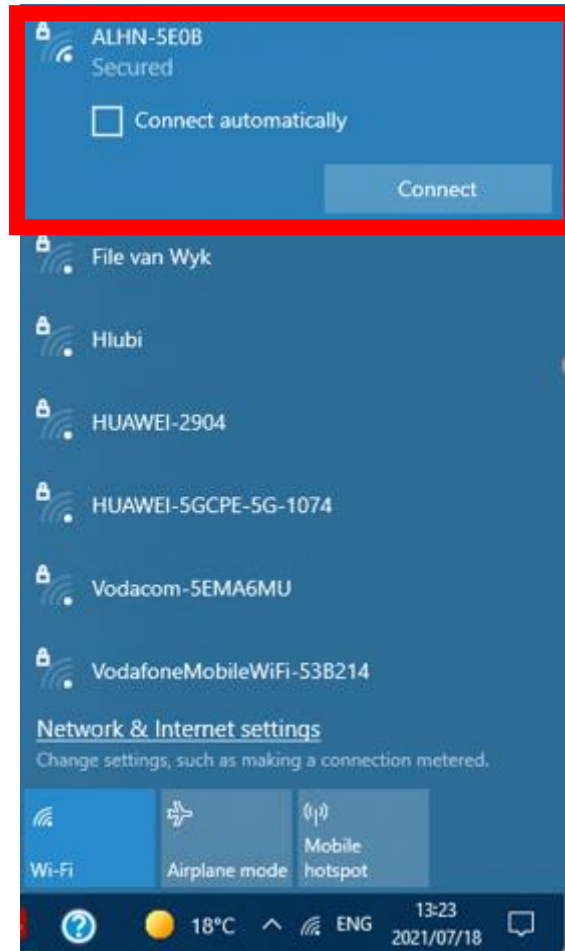 ALHN-5E0B
Secured
Connect automatically
Connect
File van Wyk
Hlubi
HUAWEI-2904
HUAWEI-5GCPE-5G-1074
Vodacom-5EMA6MU
VodafoneMobileWiFi-53B214
Network & Internet settings
Change settings, such as making a connection metered.
Wi-Fi
Airplane mode
Mobile
hotspot
18°C
ENG
13:23
2021/07/18